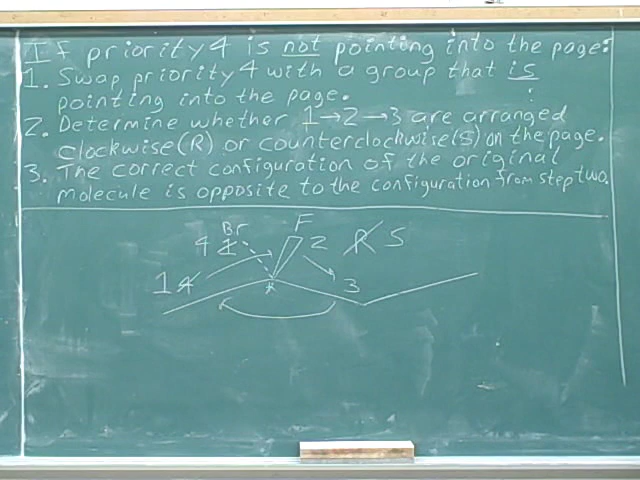 If priority 4 is not pointing into the page:
1. Swap priority 4 with a group that is
pointing into the page.
2. Determine whether 1→2→3 are arranged
clockwise (R) or counterclockwise (S) on the page.
3. The correct configuration of the original
molecule is opposite to the configuration from step two.
Br F
4 1 2 R S
1 4 * 3